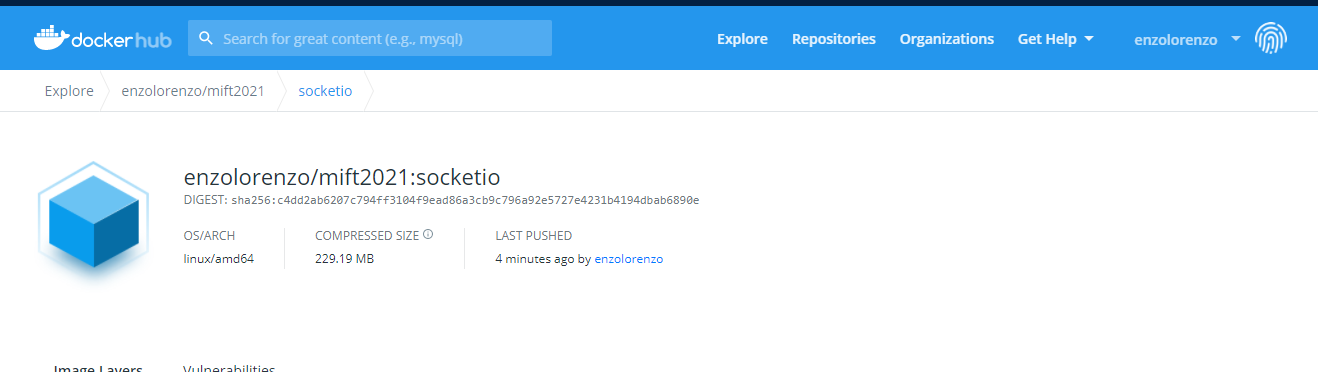 docker hub Search for great content (e.g., mysql) Explore Repositories Organizations Get Help enzolorenzo
Explore enzolorenzo/mift2021 socketio
enzolorenzo/mift2021:socketio
DIGEST: sha256:c4dd2ab6207c794ff3104f9ead86a3cb9c796a92e5727e4231b4194dbab6890e
OS/ARCH COMPRESSED SIZE LAST PUSHED
linux/amd64 229.19 MB 4 minutes ago by enzolorenzo
Image Layers Vulnerabilities